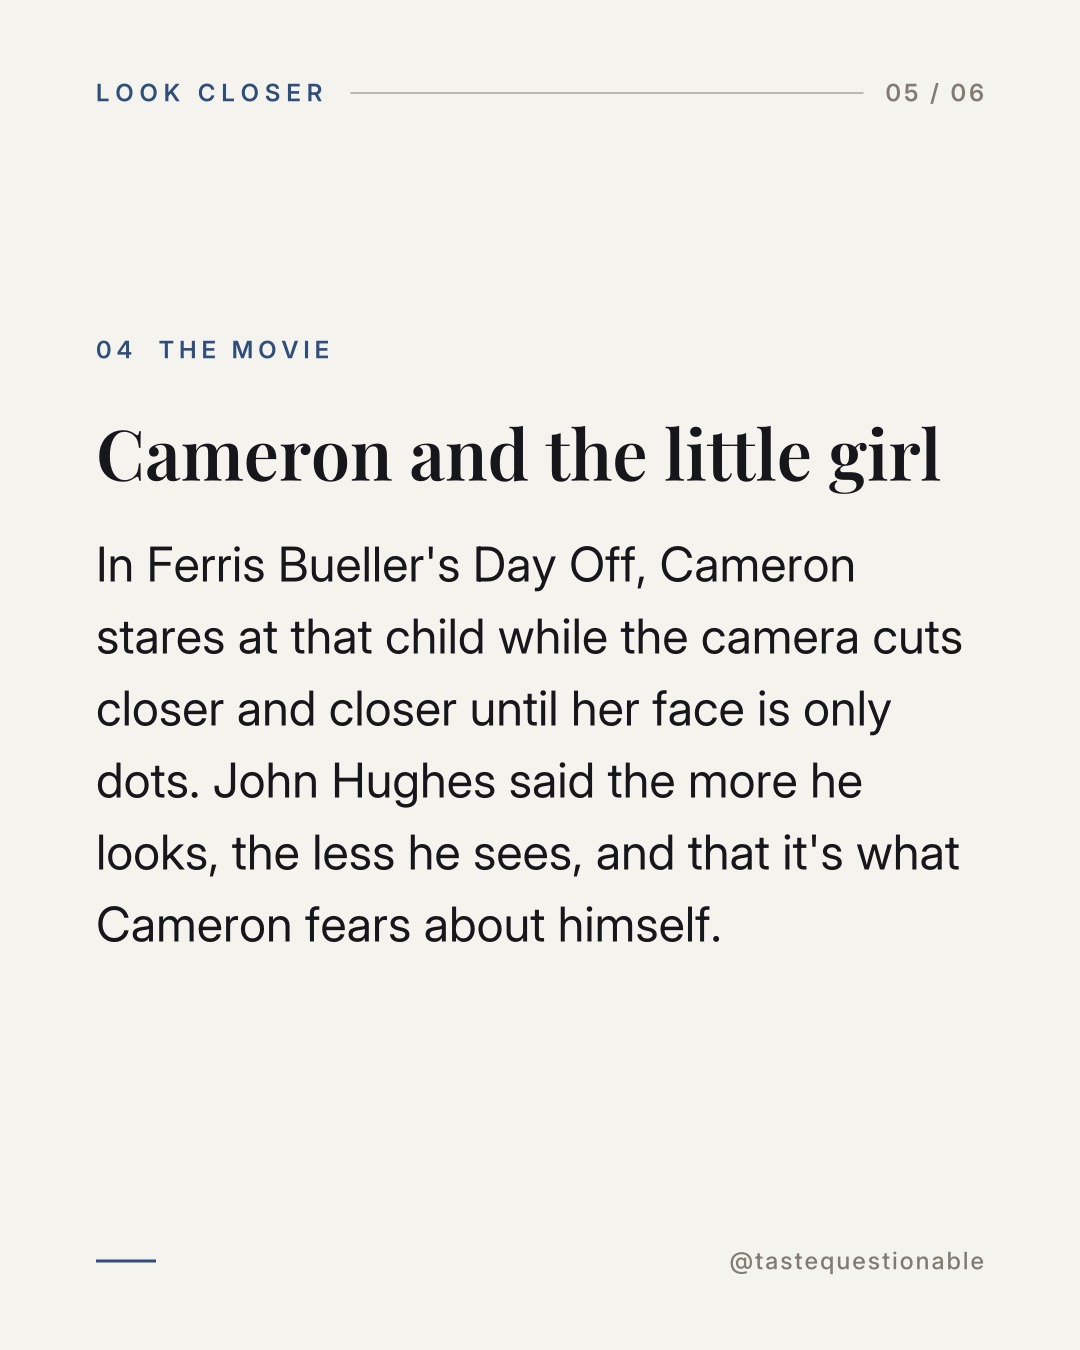 LOOK CLOSER
05 / 06
04 THE MOVIE
Cameron and the little girl
In Ferris Bueller's Day Off, Cameron
stares at that child while the camera cuts
closer and closer until her face is only
dots. John Hughes said the more he
looks, the less he sees, and that it's what
Cameron fears about himself.
@tastequestionable